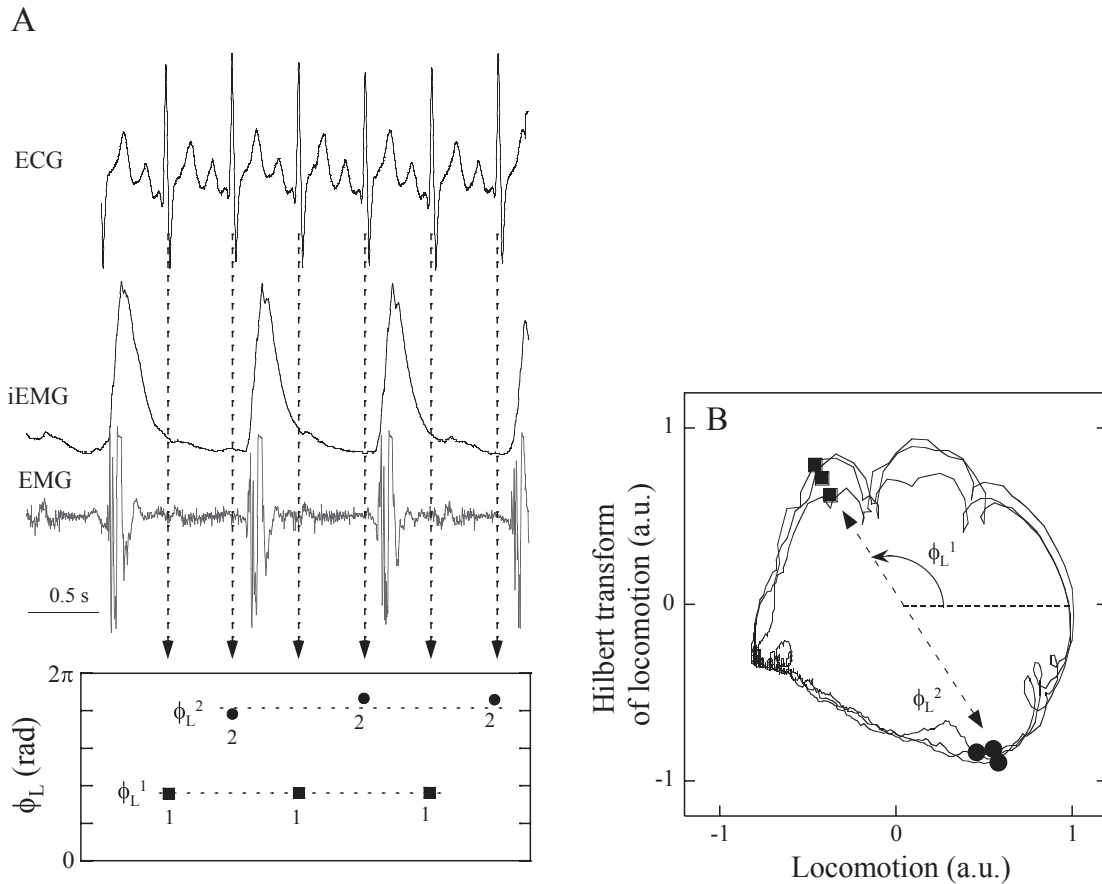 A
ECG
iEMG
EMG
0.5 s
2π
ϕL2
2 2 2
ϕL (rad)
ϕL1
1 1 1
0
B
1
ϕL1
0
ϕL2
-1
Hilbert transform
of locomotion (a.u.)
-1 0 1
Locomotion (a.u.)